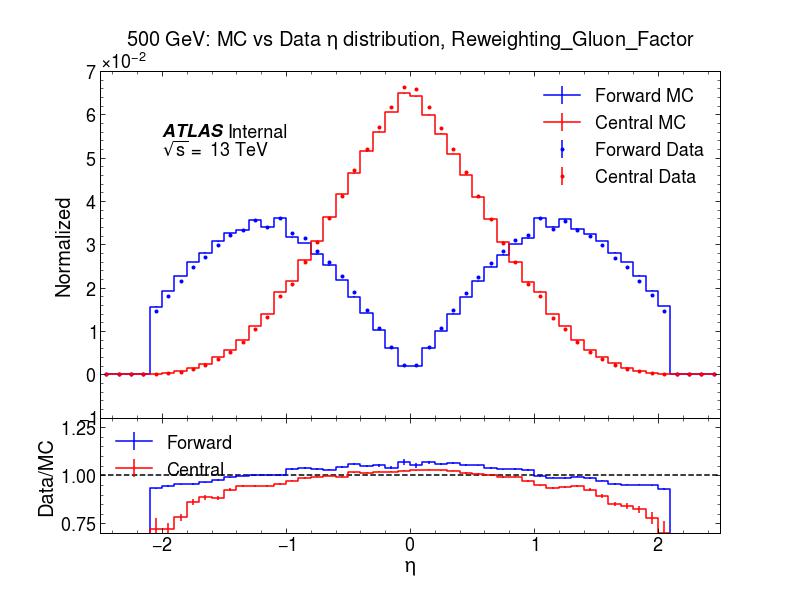 500 GeV: MC vs Data η distribution, Reweighting_Gluon_Factor
×10−2
7
6
5
4
3
2
1
0
−1
Normalized
ATLAS Internal
√s = 13 TeV
Forward MC
Central MC
Forward Data
Central Data
1.25
1.00
0.75
Data/MC
Forward
Central
−2 −1 0 1 2
η